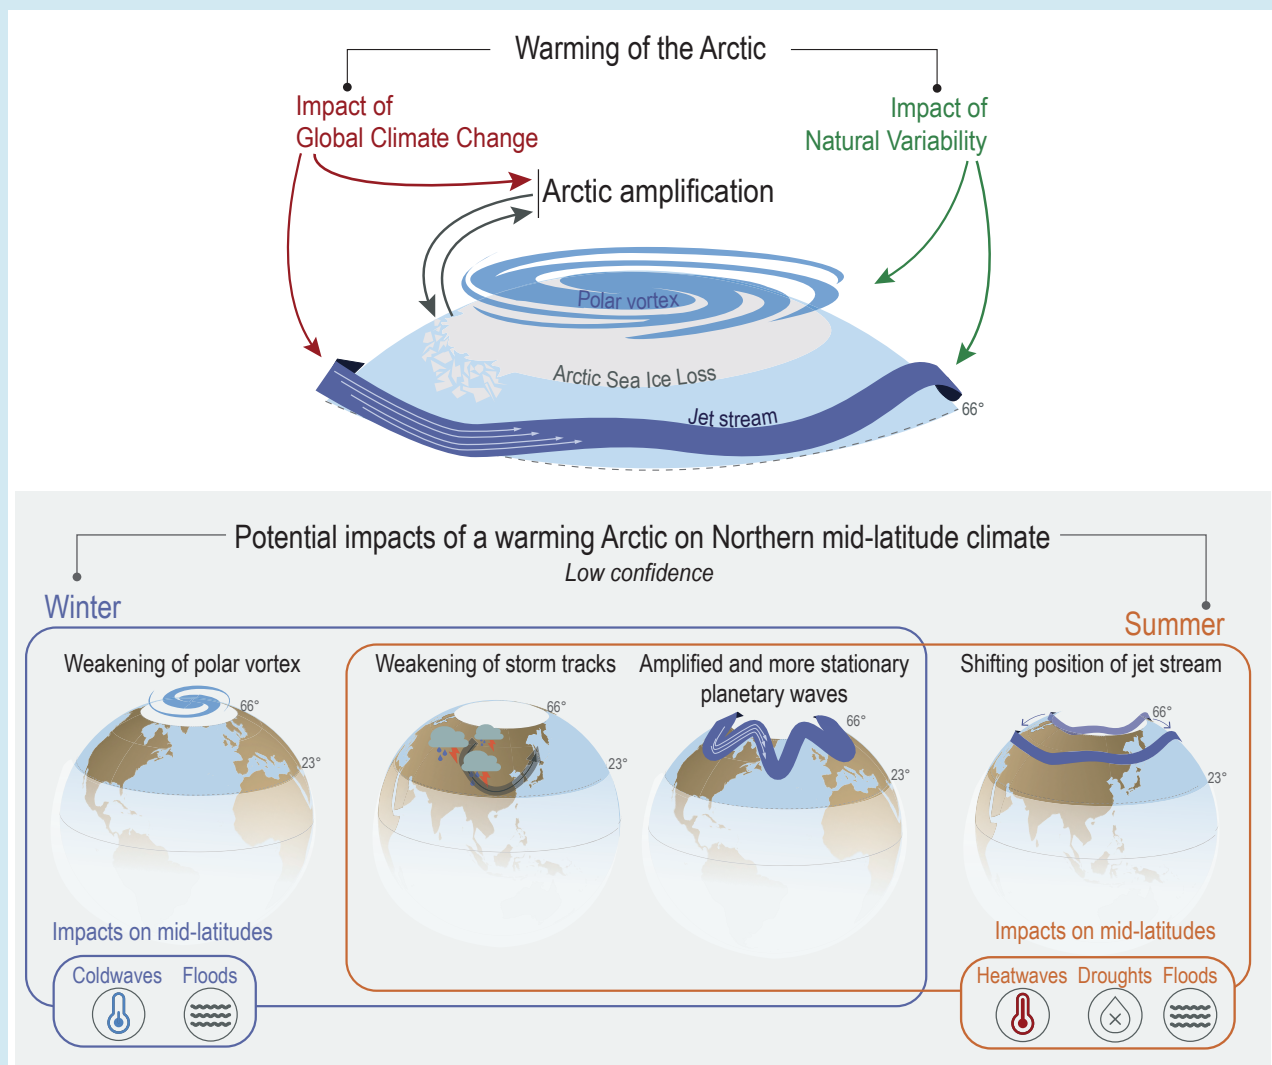 Warming of the Arctic
Impact of
Global Climate Change
Impact of
Natural Variability
Arctic amplification
Polar vortex
Arctic Sea Ice Loss
Jet stream
66°
Potential impacts of a warming Arctic on Northern mid-latitude climate
Low confidence
Winter
Summer
Weakening of polar vortex
Weakening of storm tracks
Amplified and more stationary
planetary waves
Shifting position of jet stream
66°
23°
66°
23°
66°
23°
66°
23°
Impacts on mid-latitudes
Coldwaves
Floods
Impacts on mid-latitudes
Heatwaves
Droughts
Floods